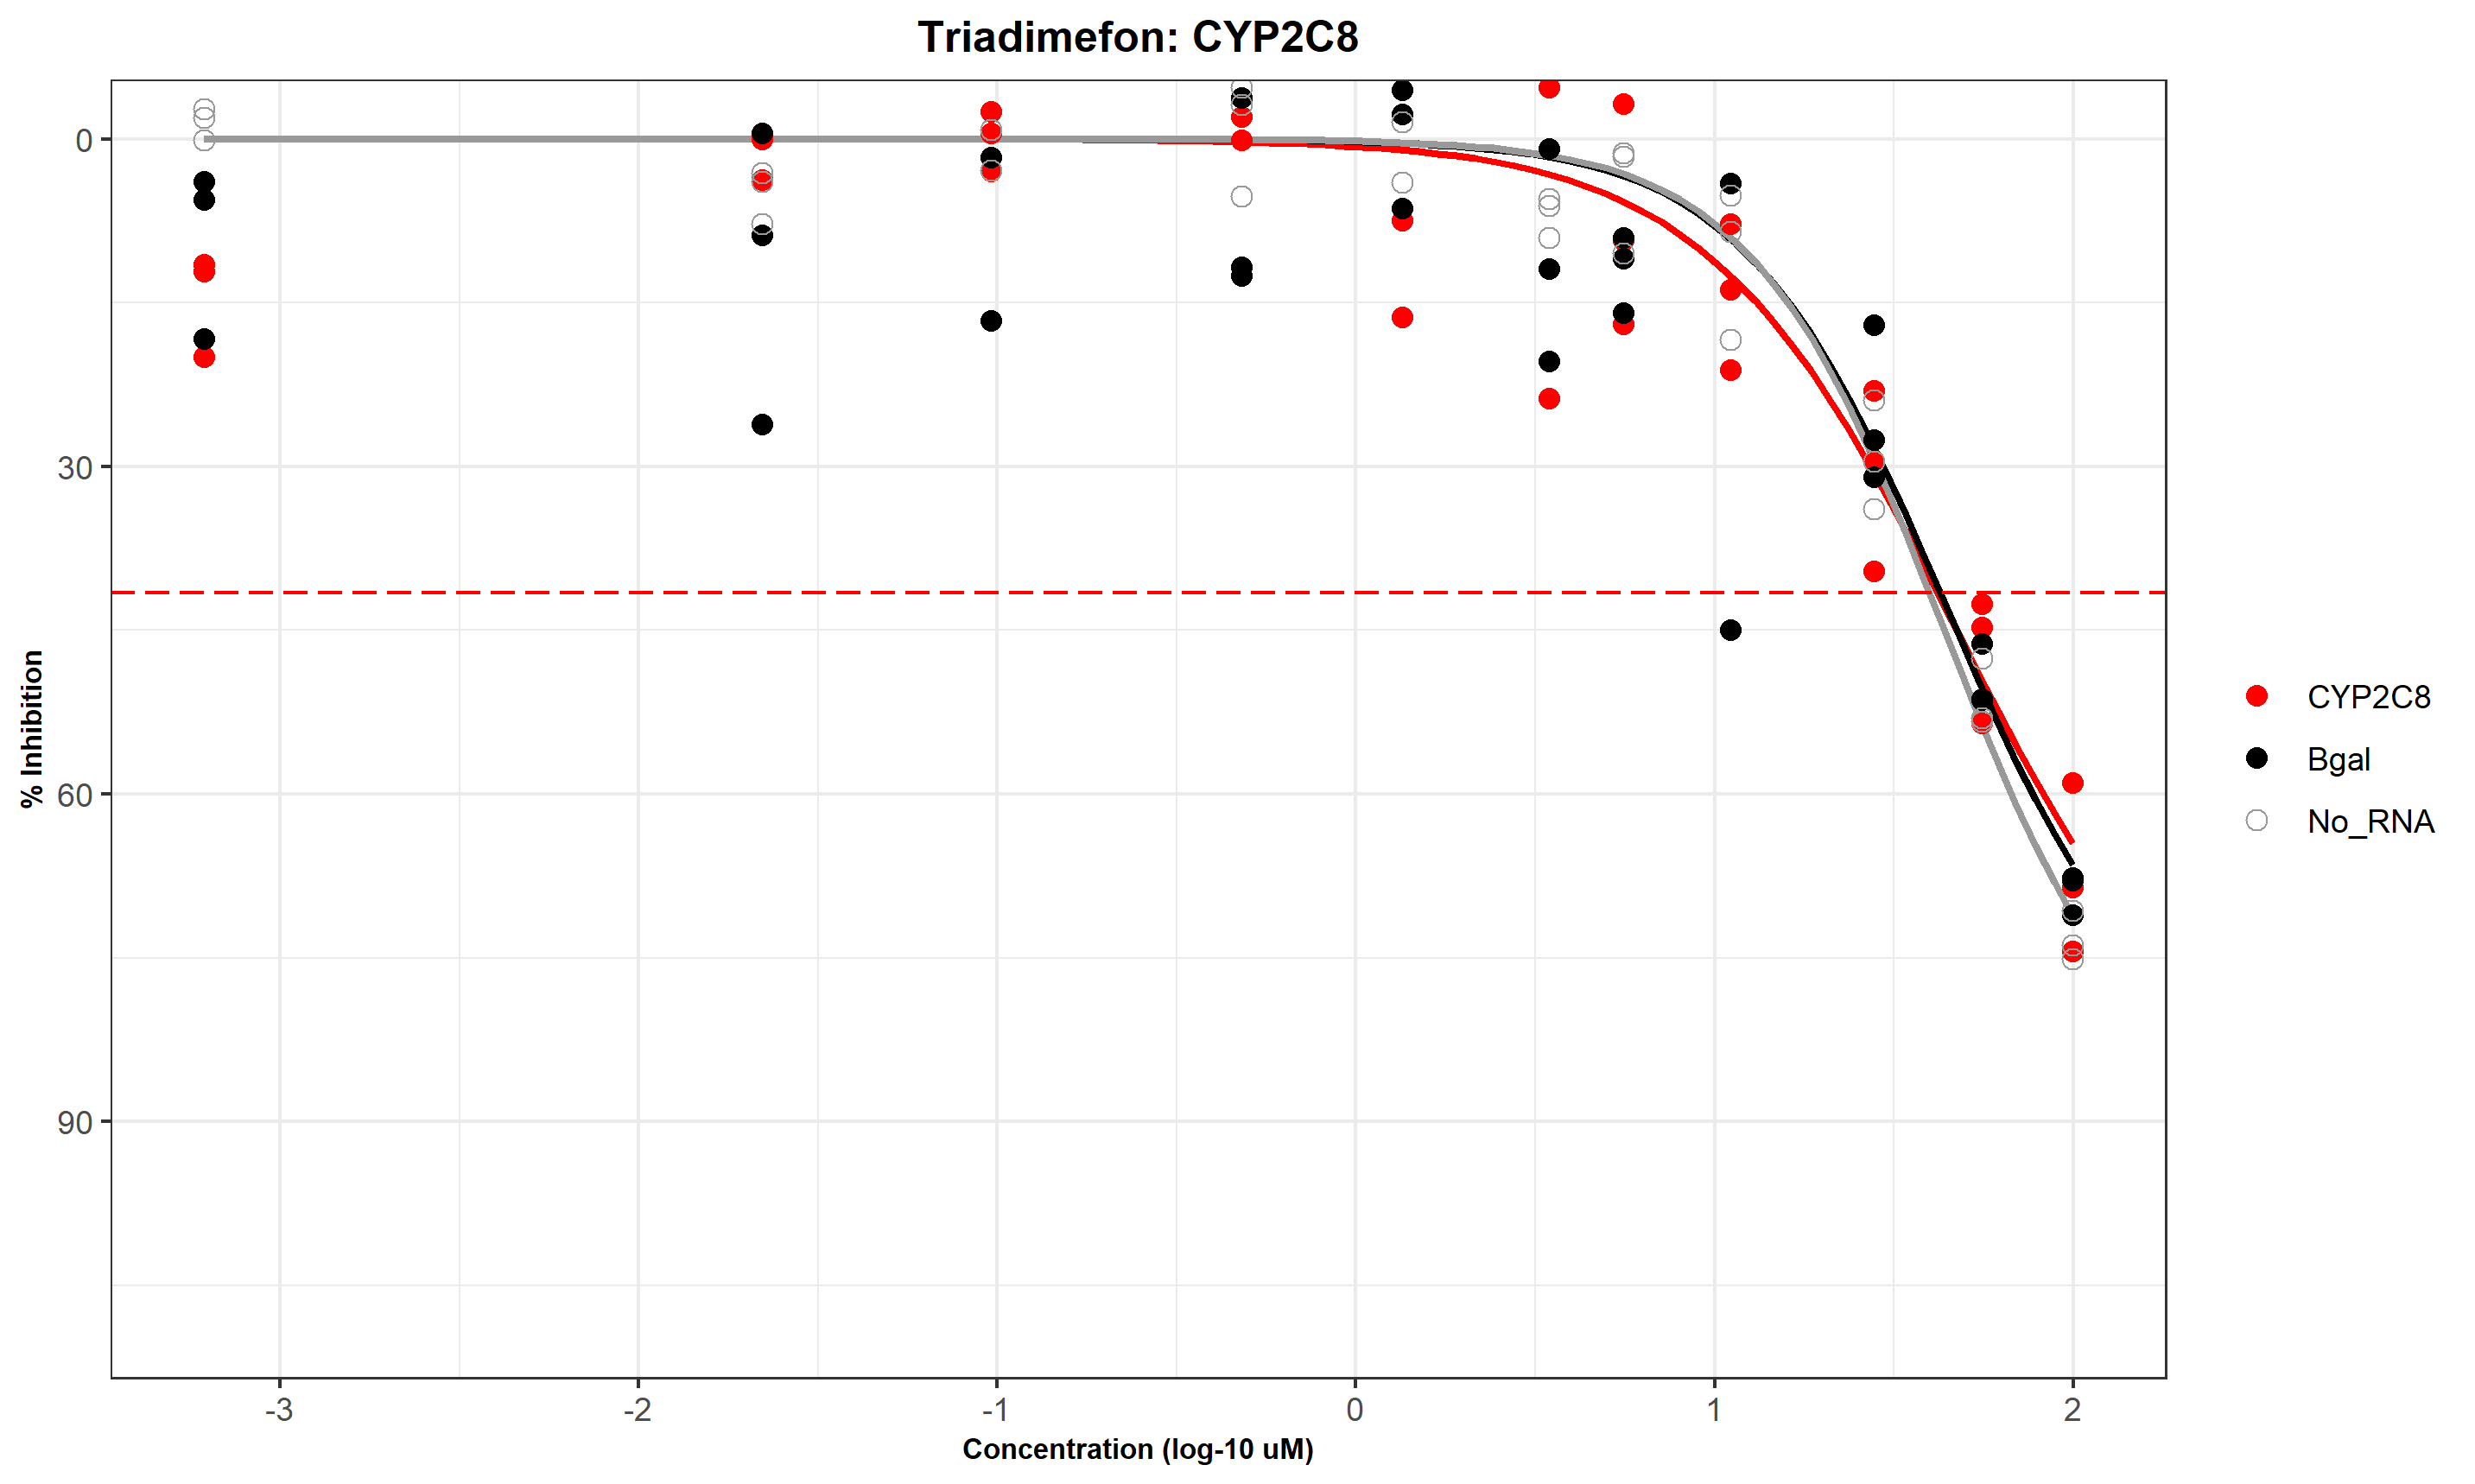 Triadimefon: CYP2C8
0
30
60
90
% Inhibition
-3 -2 -1 0 1 2
Concentration (log-10 uM)
CYP2C8
Bgal
No_RNA